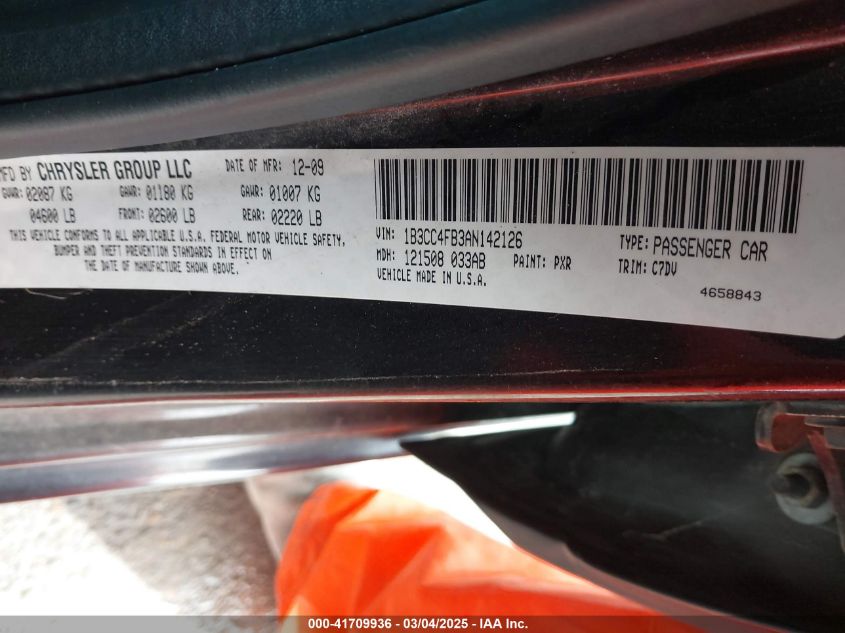 MFD BY CHRYSLER GROUP LLC DATE OF MFR: 12-09
GVWR: 02087 KG GAWR: 01180 KG GAWR: 01007 KG
04600 LB FRONT: 02600 LB REAR: 02220 LB
THIS VEHICLE CONFORMS TO ALL APPLICABLE U.S.A. FEDERAL MOTOR VEHICLE SAFETY,
BUMPER AND THEFT PREVENTION STANDARDS IN EFFECT ON
THE DATE OF MANUFACTURE SHOWN ABOVE.
VIN: 1B3CC4FB3AN142126 TYPE: PASSENGER CAR
MDH: 121508 033AB PAINT: PXR TRIM: C7DV
VEHICLE MADE IN U.S.A.
4658843
000-41709936 - 03/04/2025 - IAA Inc.